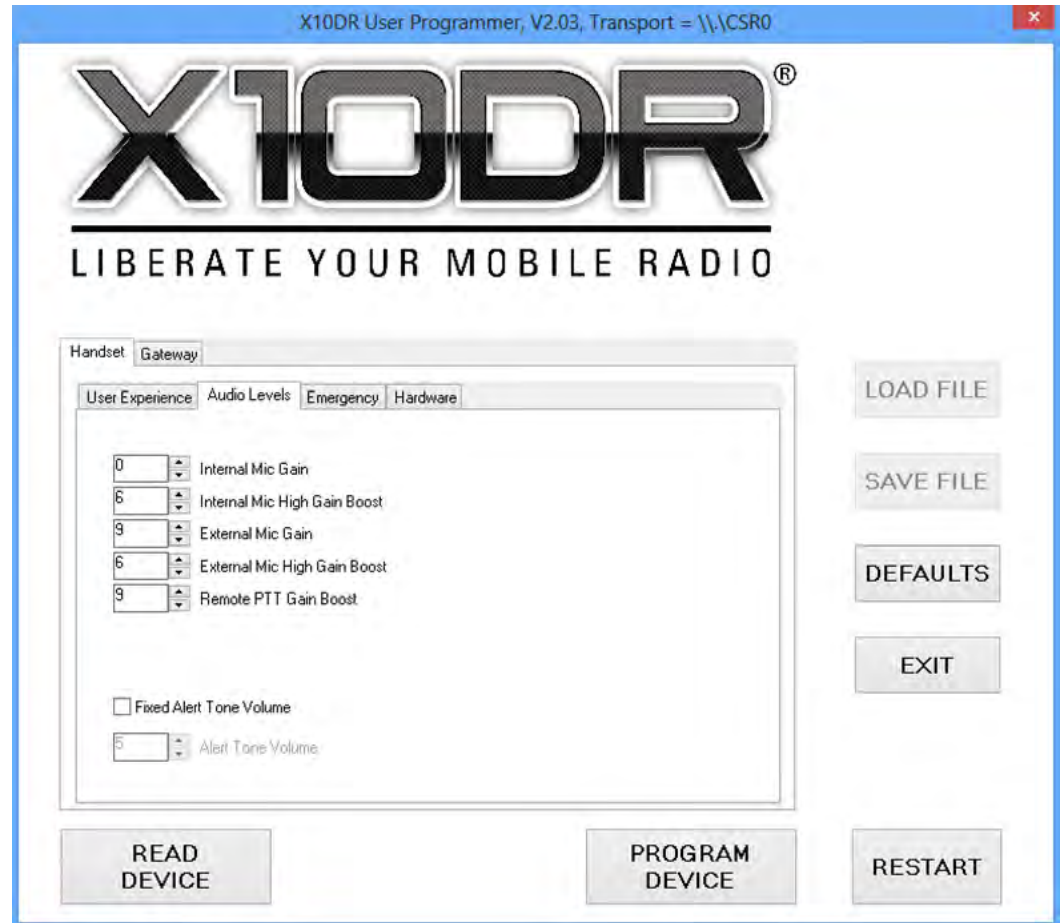 X10DR User Programmer, V2.03, Transport = \\.\CSR0
X10DR®
LIBERATE YOUR MOBILE RADIO
Handset Gateway
User Experience Audio Levels Emergency Hardware
0 Internal Mic Gain
6 Internal Mic High Gain Boost
9 External Mic Gain
6 External Mic High Gain Boost
9 Remote PTT Gain Boost
Fixed Alert Tone Volume
5 Alert Tone Volume
LOAD FILE
SAVE FILE
DEFAULTS
EXIT
READ
DEVICE
PROGRAM
DEVICE
RESTART